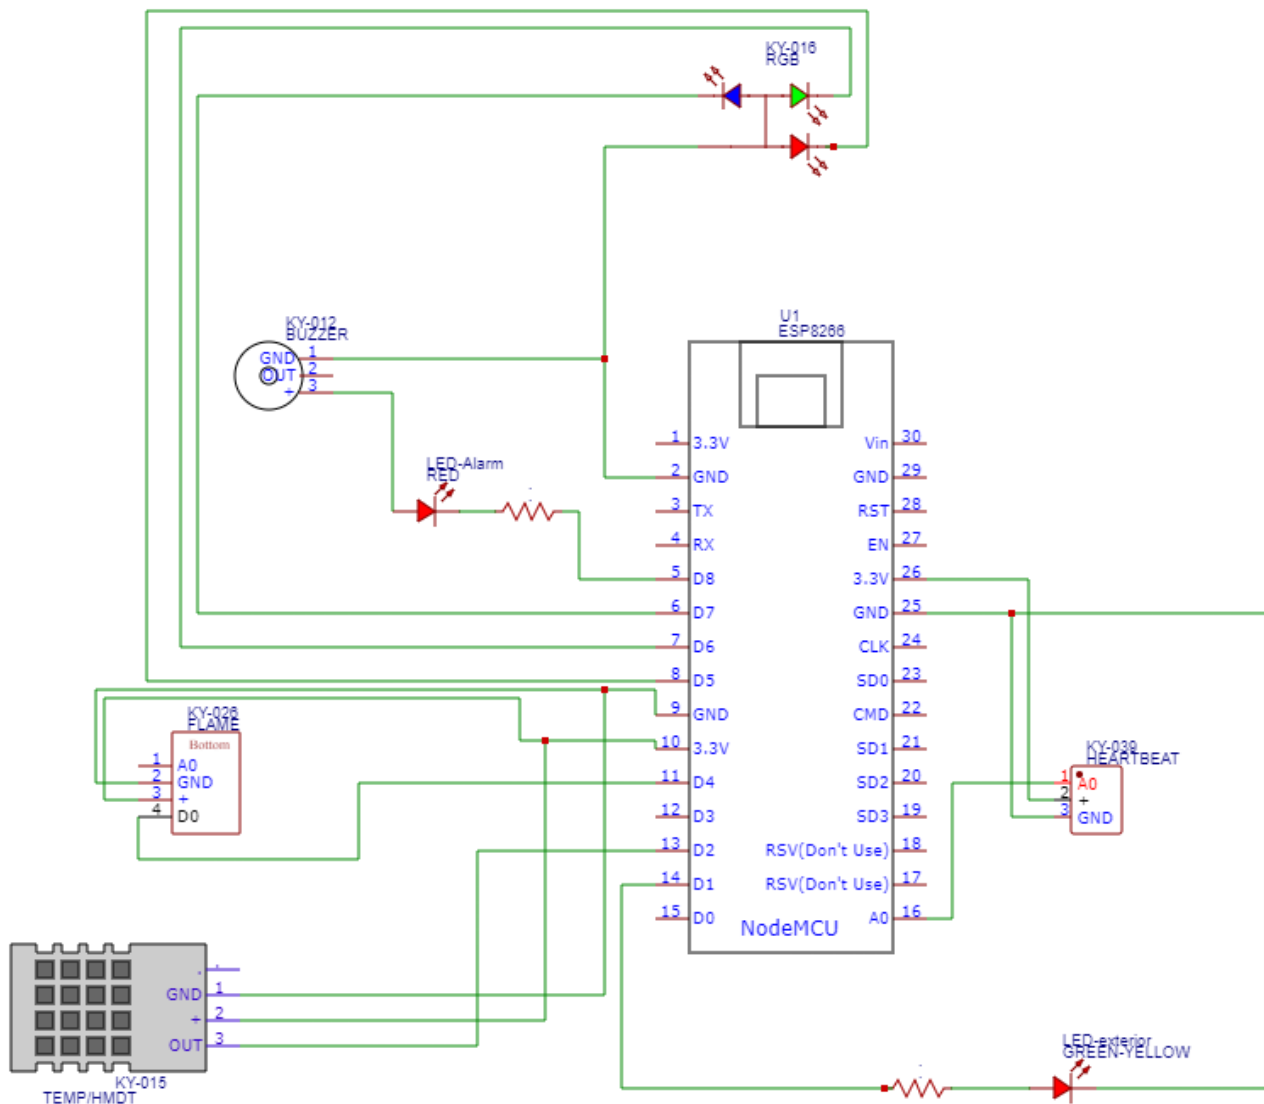 KY-016
RGB
KY-012
BUZZER
GND 1
OUT 2
+ 3
LED-Alarm
RED
U1
ESP8266
1 3.3V
2 GND
3 TX
4 RX
5 D8
6 D7
7 D6
8 D5
9 GND
10 3.3V
11 D4
12 D3
13 D2
14 D1
15 D0
Vin 30
GND 29
RST 28
EN 27
3.3V 26
GND 25
CLK 24
SD0 23
CMD 22
SD1 21
SD2 20
SD3 19
RSV(Don't Use) 18
RSV(Don't Use) 17
A0 16
NodeMCU
KY-026
FLAME
Bottom
1 A0
2 GND
3 +
4 D0
KY-039
HEARTBEAT
1 A0
2 +
3 GND
GND 1
+ 2
OUT 3
KY-015
TEMP/HMDT
LED-exterior
GREEN-YELLOW